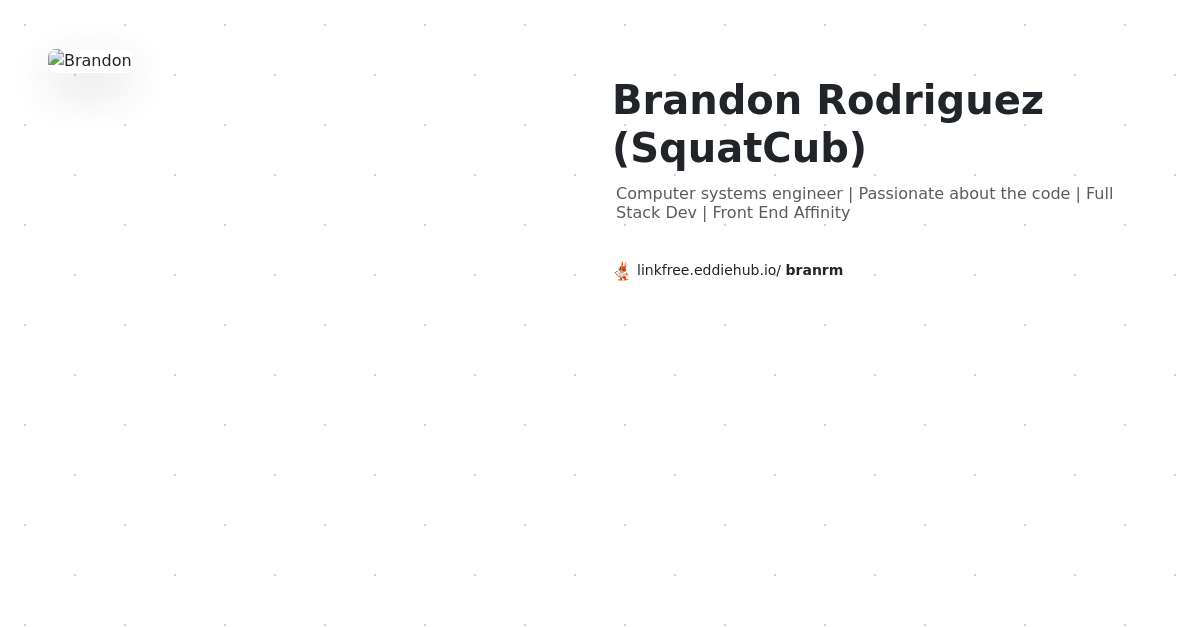 Brandon
Brandon Rodriguez
(SquatCub)
Computer systems engineer | Passionate about the code | Full
Stack Dev | Front End Affinity
linkfree.eddiehub.io/ branrm